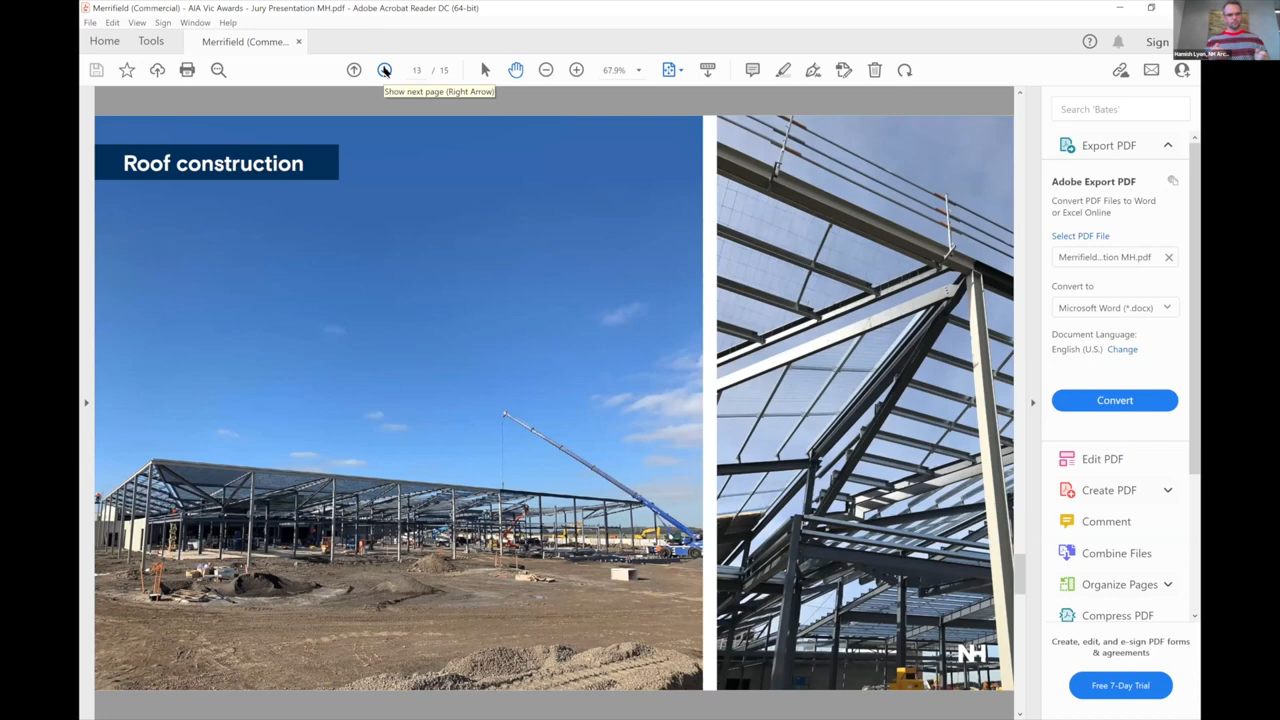 Merrifield (Commercial) - AIA Vic Awards - Jury Presentation MH.pdf - Adobe Acrobat Reader DC (64-bit)
File Edit View Sign Window Help
Home Tools Merrifield (Comme... × Sign
13 / 15 67.9%
Show next page (Right Arrow)
Hamish Lyon, NH Arc...
Roof construction
NH
Search 'Bates'
Export PDF
Adobe Export PDF
Convert PDF Files to Word
or Excel Online
Select PDF File
Merrifield...tion MH.pdf
Convert to
Microsoft Word (*.docx)
Document Language:
English (U.S.) Change
Convert
Edit PDF
Create PDF
Comment
Combine Files
Organize Pages
Compress PDF
Create, edit, and e-sign PDF forms
& agreements
Free 7-Day Trial